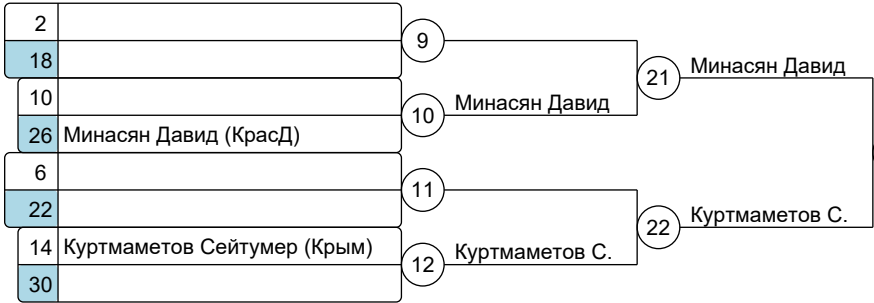 2
9
18
21 Минасян Давид
10
10 Минасян Давид
26 Минасян Давид (КрасД)
6
11
22
22 Куртмаметов С.
14 Куртмаметов Сейтумер (Крым)
12 Куртмаметов С.
30